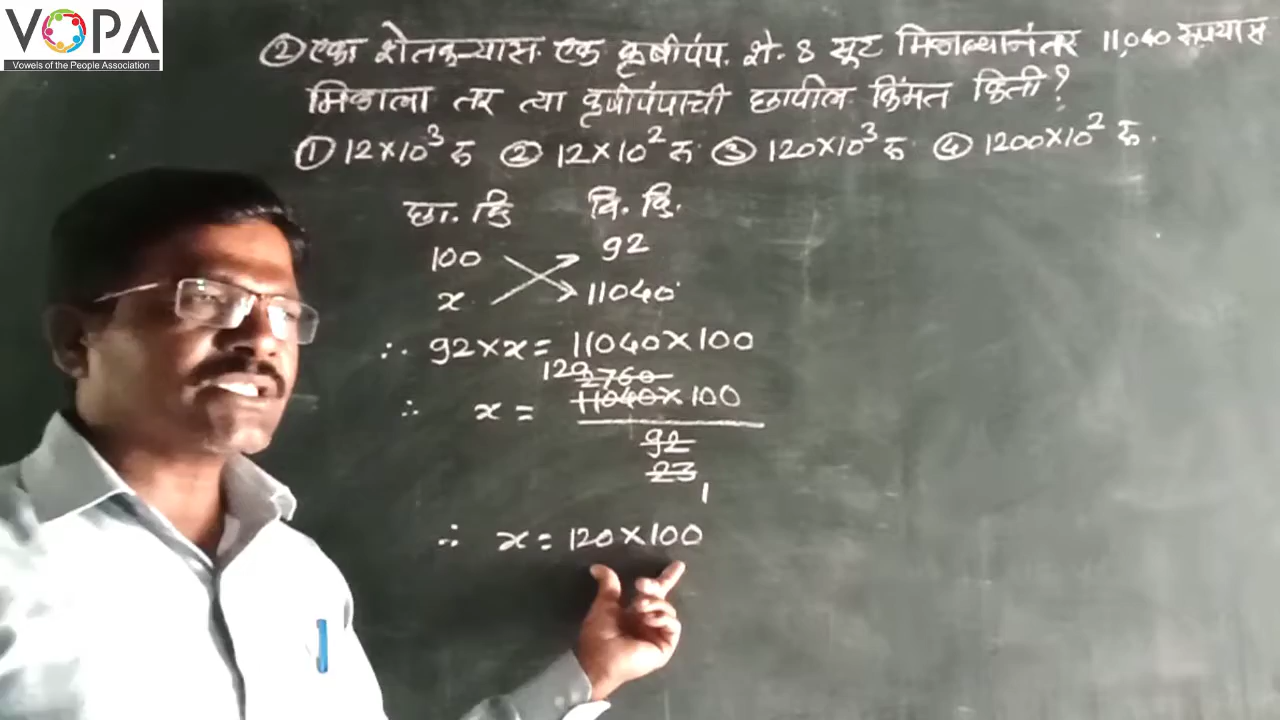 VOPA
Vowels of the People Association
② एका शेतकऱ्यास एक कृषीपंप शे. 8 सूट मिळाल्यानंतर 11,040 रुपयास
मिळाला तर त्या कृषीपंपाची छापील किंमत किती?
① 12×10³ रु ② 12×10² रु ③ 120×10³ रु ④ 1200×10² रु.
छा. किं वि. किं.
100 92
x 11040
∴ 92×x = 11040×100
120 2760
∴ x = 11040×100
92
23
1
∴ x = 120×100